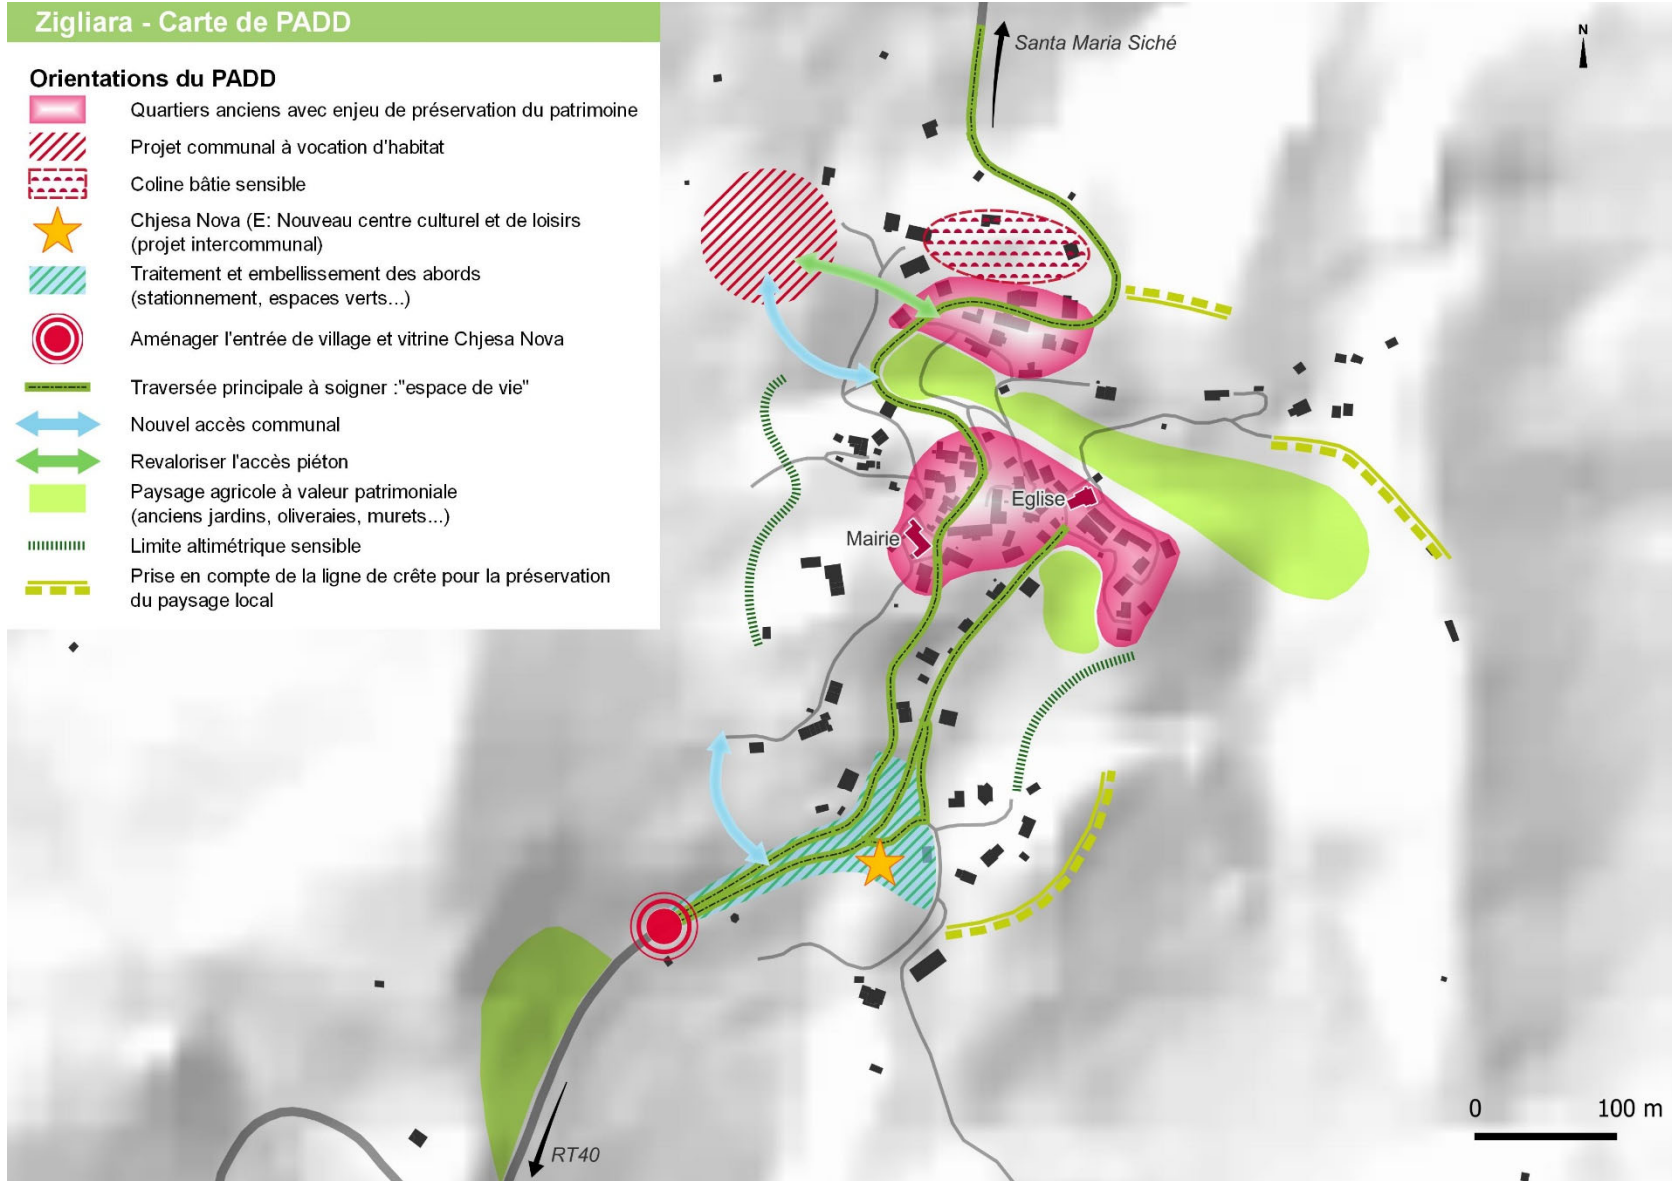 Zigliara - Carte de PADD
Orientations du PADD
Quartiers anciens avec enjeu de préservation du patrimoine
Projet communal à vocation d'habitat
Coline bâtie sensible
Chjesa Nova (E: Nouveau centre culturel et de loisirs
(projet intercommunal)
Traitement et embellissement des abords
(stationnement, espaces verts...)
Aménager l'entrée de village et vitrine Chjesa Nova
Traversée principale à soigner :"espace de vie"
Nouvel accès communal
Revaloriser l'accès piéton
Paysage agricole à valeur patrimoniale
(anciens jardins, oliveraies, murets...)
Limite altimétrique sensible
Prise en compte de la ligne de crête pour la préservation
du paysage local
Santa Maria Siché
N
Eglise
Mairie
RT40
0 100 m